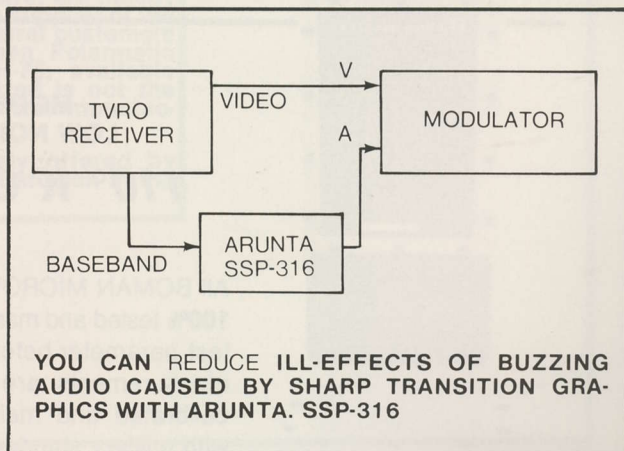 TVRO
RECEIVER
VIDEO
V
A
MODULATOR
BASEBAND
ARUNTA
SSP-316
YOU CAN REDUCE ILL-EFFECTS OF BUZZING
AUDIO CAUSED BY SHARP TRANSITION GRA-
PHICS WITH ARUNTA. SSP-316